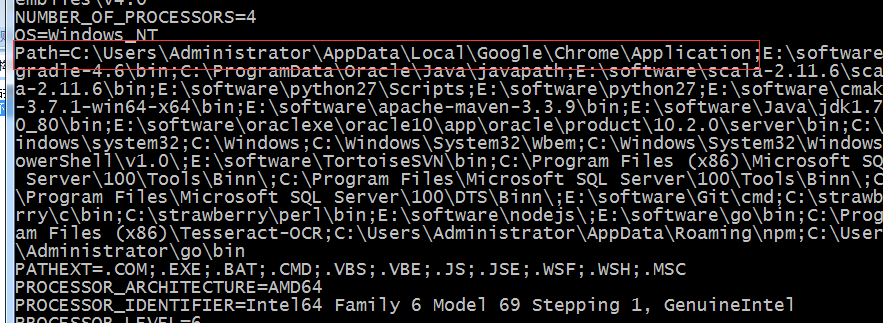 embfiles\v4.0
NUMBER_OF_PROCESSORS=4
OS=Windows_NT
Path=C:\Users\Administrator\AppData\Local\Google\Chrome\Application;E:\software
gradle-4.6\bin;C:\ProgramData\Oracle\Java\javapath;E:\software\scala-2.11.6\sca
a-2.11.6\bin;E:\software\python27\Scripts;E:\software\python27;E:\software\cmak
-3.7.1-win64-x64\bin;E:\software\apache-maven-3.3.9\bin;E:\software\Java\jdk1.7
0_80\bin;E:\software\oraclexe\oracle10\app\oracle\product\10.2.0\server\bin;C:\
indows\system32;C:\Windows;C:\Windows\System32\Wbem;C:\Windows\System32\Windows
owerShell\v1.0\;E:\software\TortoiseSVN\bin;C:\Program Files (x86)\Microsoft SQ
 Server\100\Tools\Binn\;C:\Program Files\Microsoft SQL Server\100\Tools\Binn\;C
\Program Files\Microsoft SQL Server\100\DTS\Binn\;E:\software\Git\cmd;C:\strawb
rry\c\bin;C:\strawberry\perl\bin;E:\software\nodejs\;E:\software\go\bin;C:\Prog
am Files (x86)\Tesseract-OCR;C:\Users\Administrator\AppData\Roaming\npm;C:\User
\Administrator\go\bin
PATHEXT=.COM;.EXE;.BAT;.CMD;.VBS;.VBE;.JS;.JSE;.WSF;.WSH;.MSC
PROCESSOR_ARCHITECTURE=AMD64
PROCESSOR_IDENTIFIER=Intel64 Family 6 Model 69 Stepping 1, GenuineIntel
PROCESSOR_LEVEL=6